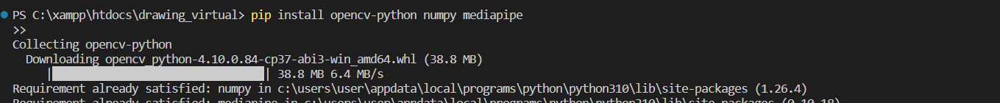 PS C:\xampp\htdocs\drawing_virtual> pip install opencv-python numpy mediapipe
>>
Collecting opencv-python
  Downloading opencv_python-4.10.0.84-cp37-abi3-win_amd64.whl (38.8 MB)
     | | 38.8 MB 6.4 MB/s
Requirement already satisfied: numpy in c:\users\user\appdata\local\programs\python\python310\lib\site-packages (1.26.4)
Requirement already satisfied: mediapipe in c:\users\user\appdata\local\programs\python\python310\lib\site-packages (0.10.18)